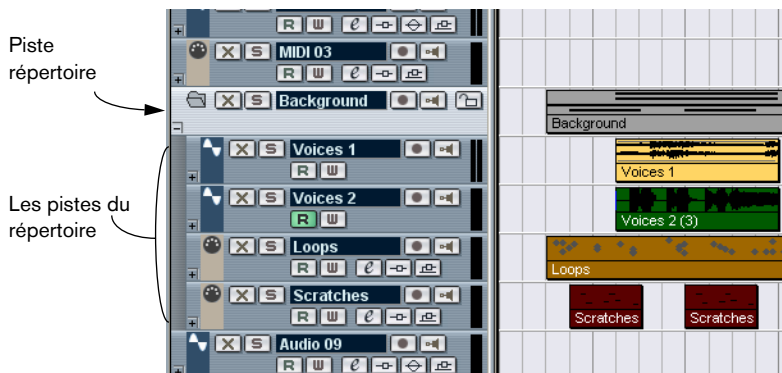 R W e
X S MIDI 03
R W e
Piste
répertoire
X S Background
Background
X S Voices 1
R W
Voices 1
Les pistes du
répertoire
X S Voices 2
R W
Voices 2 (3)
X S Loops
R W e
Loops
X S Scratches
R W e
Scratches Scratches
X S Audio 09
R W e